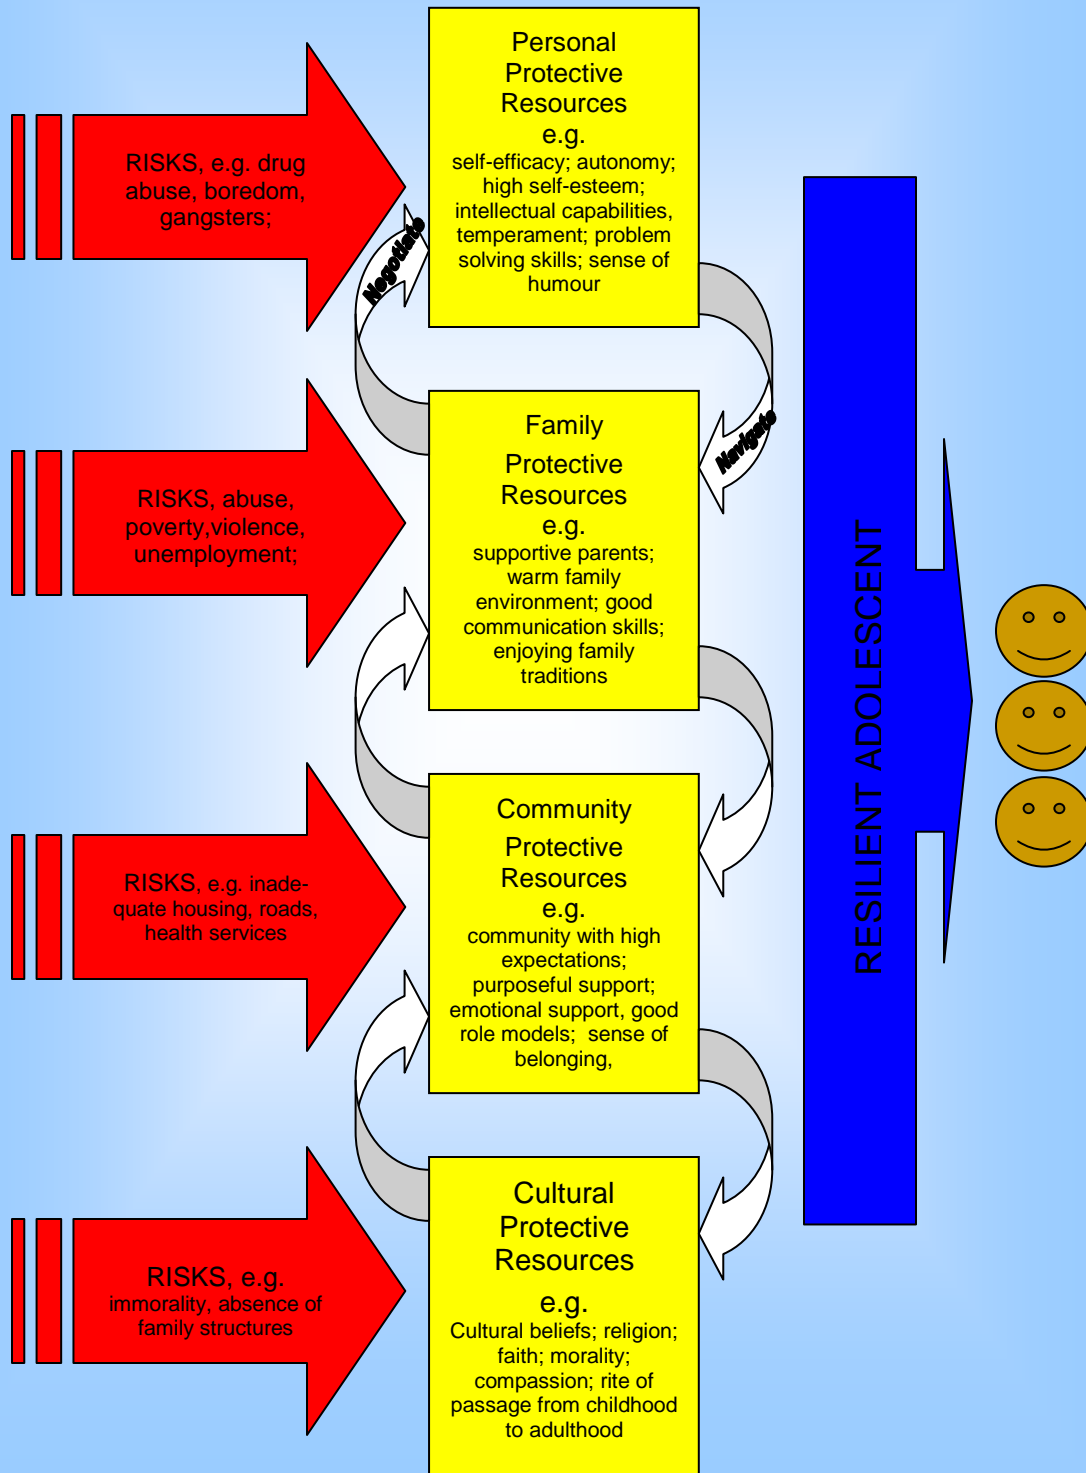 RISKS, e.g. drug
abuse, boredom,
gangsters;
Personal
Protective
Resources
e.g.
self-efficacy; autonomy;
high self-esteem;
intellectual capabilities,
temperament; problem
solving skills; sense of
humour
Negotiate
RISKS, abuse,
poverty,violence,
unemployment;
Family
Protective
Resources
e.g.
supportive parents;
warm family
environment; good
communication skills;
enjoying family
traditions
Navigate
RISKS, e.g. inade-
quate housing, roads,
health services
Community
Protective
Resources
e.g.
community with high
expectations;
purposeful support;
emotional support, good
role models;  sense of
belonging,
RISKS, e.g.
immorality, absence of
family structures
Cultural
Protective
Resources
e.g.
Cultural beliefs; religion;
faith; morality;
compassion; rite of
passage from childhood
to adulthood
RESILIENT ADOLESCENT